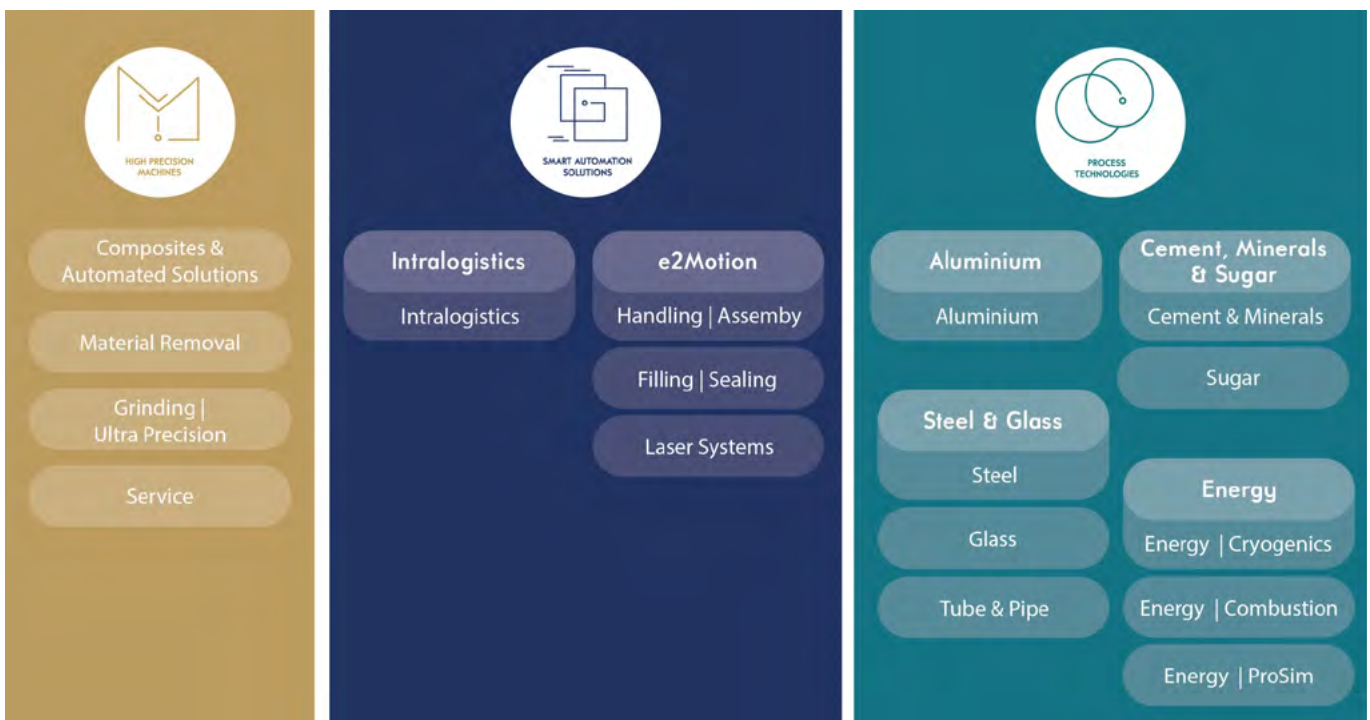 HIGH PRECISION
MACHINES
Composites &
Automated Solutions
Material Removal
Grinding |
Ultra Precision
Service
SMART AUTOMATION
SOLUTIONS
Intralogistics
Intralogistics
e2Motion
Handling | Assemby
Filling | Sealing
Laser Systems
PROCESS
TECHNOLOGIES
Aluminium
Aluminium
Steel & Glass
Steel
Glass
Tube & Pipe
Cement, Minerals
& Sugar
Cement & Minerals
Sugar
Energy
Energy | Cryogenics
Energy | Combustion
Energy | ProSim